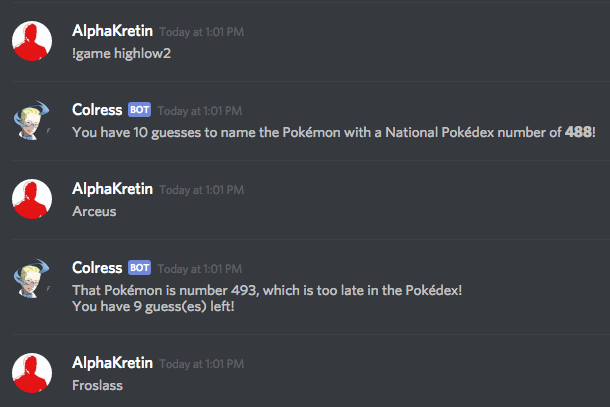 AlphaKretin Today at 1:01 PM
!game highlow2
Colress BOT Today at 1:01 PM
You have 10 guesses to name the Pokémon with a National Pokédex number of 488!
AlphaKretin Today at 1:01 PM
Arceus
Colress BOT Today at 1:01 PM
That Pokémon is number 493, which is too late in the Pokédex!
You have 9 guess(es) left!
AlphaKretin Today at 1:01 PM
Froslass